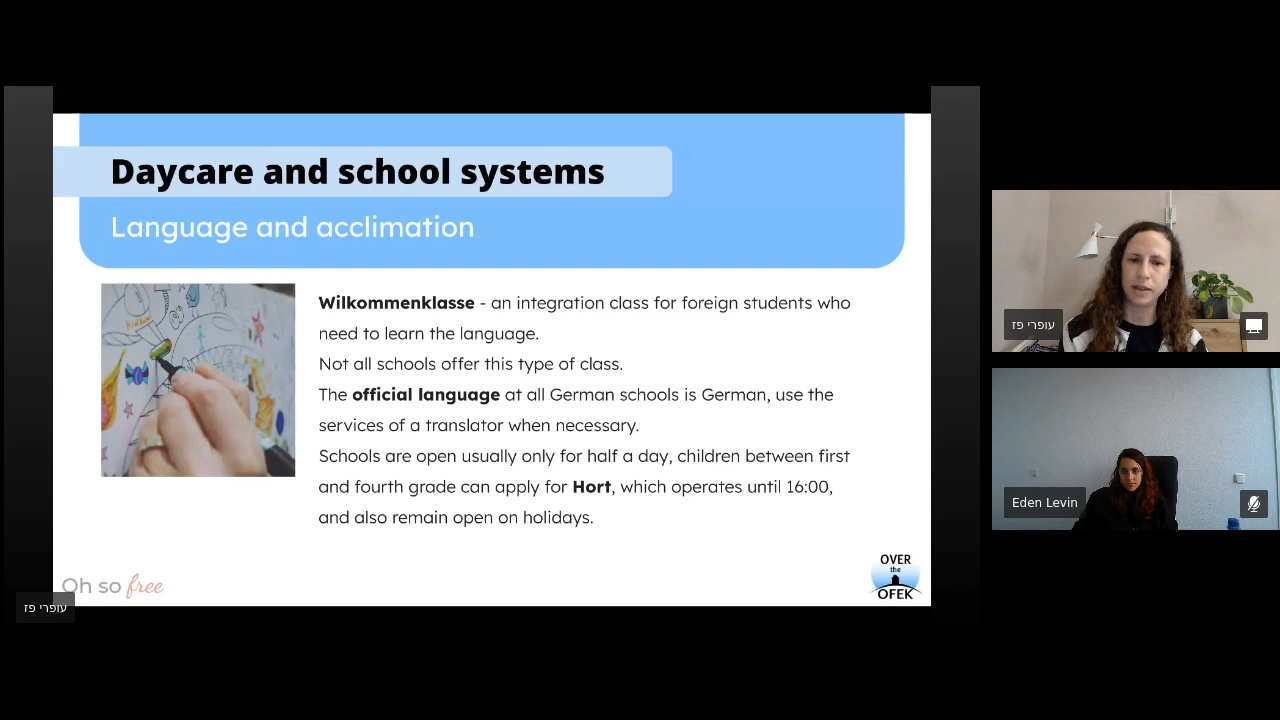 Daycare and school systems
Language and acclimation
Wilkommenklasse - an integration class for foreign students who
need to learn the language.
Not all schools offer this type of class.
The official language at all German schools is German, use the
services of a translator when necessary.
Schools are open usually only for half a day, children between first
and fourth grade can apply for Hort, which operates until 16:00,
and also remain open on holidays.
Oh so free
OVER
the
OFEK
עופרי פז
עופרי פז
Eden Levin